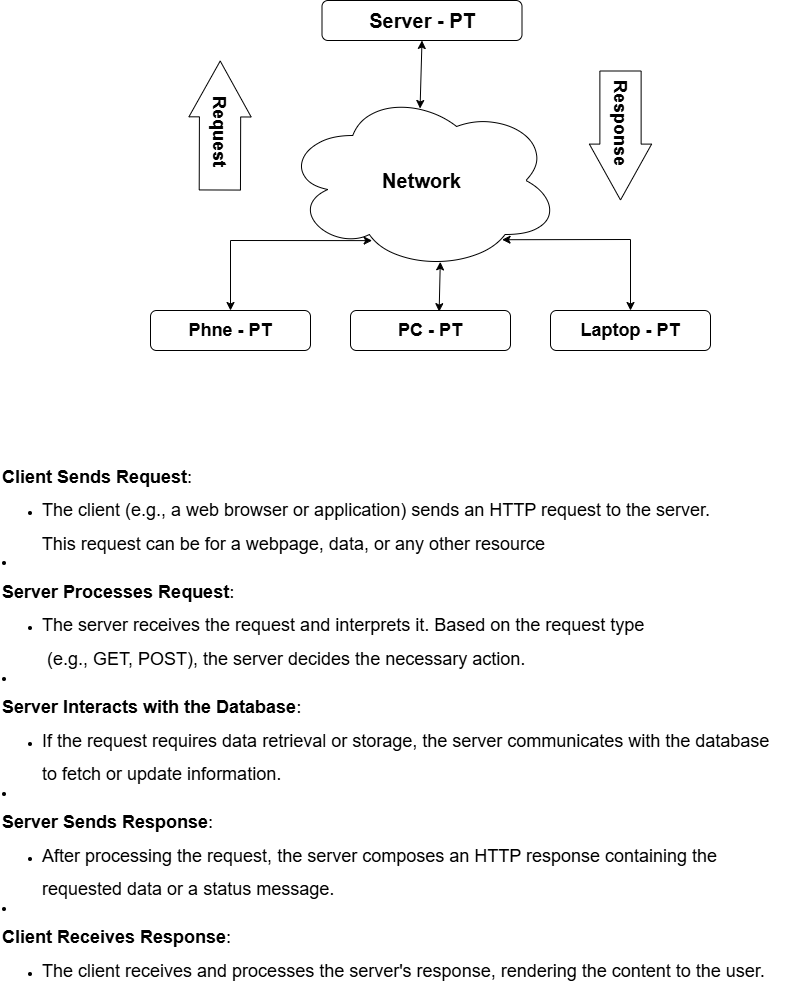 Server - PT
Request
Response
Network
Phne - PT
PC - PT
Laptop - PT
Client Sends Request:
• The client (e.g., a web browser or application) sends an HTTP request to the server.
This request can be for a webpage, data, or any other resource
•
Server Processes Request:
• The server receives the request and interprets it. Based on the request type
(e.g., GET, POST), the server decides the necessary action.
•
Server Interacts with the Database:
• If the request requires data retrieval or storage, the server communicates with the database
to fetch or update information.
•
Server Sends Response:
• After processing the request, the server composes an HTTP response containing the
requested data or a status message.
•
Client Receives Response:
• The client receives and processes the server's response, rendering the content to the user.